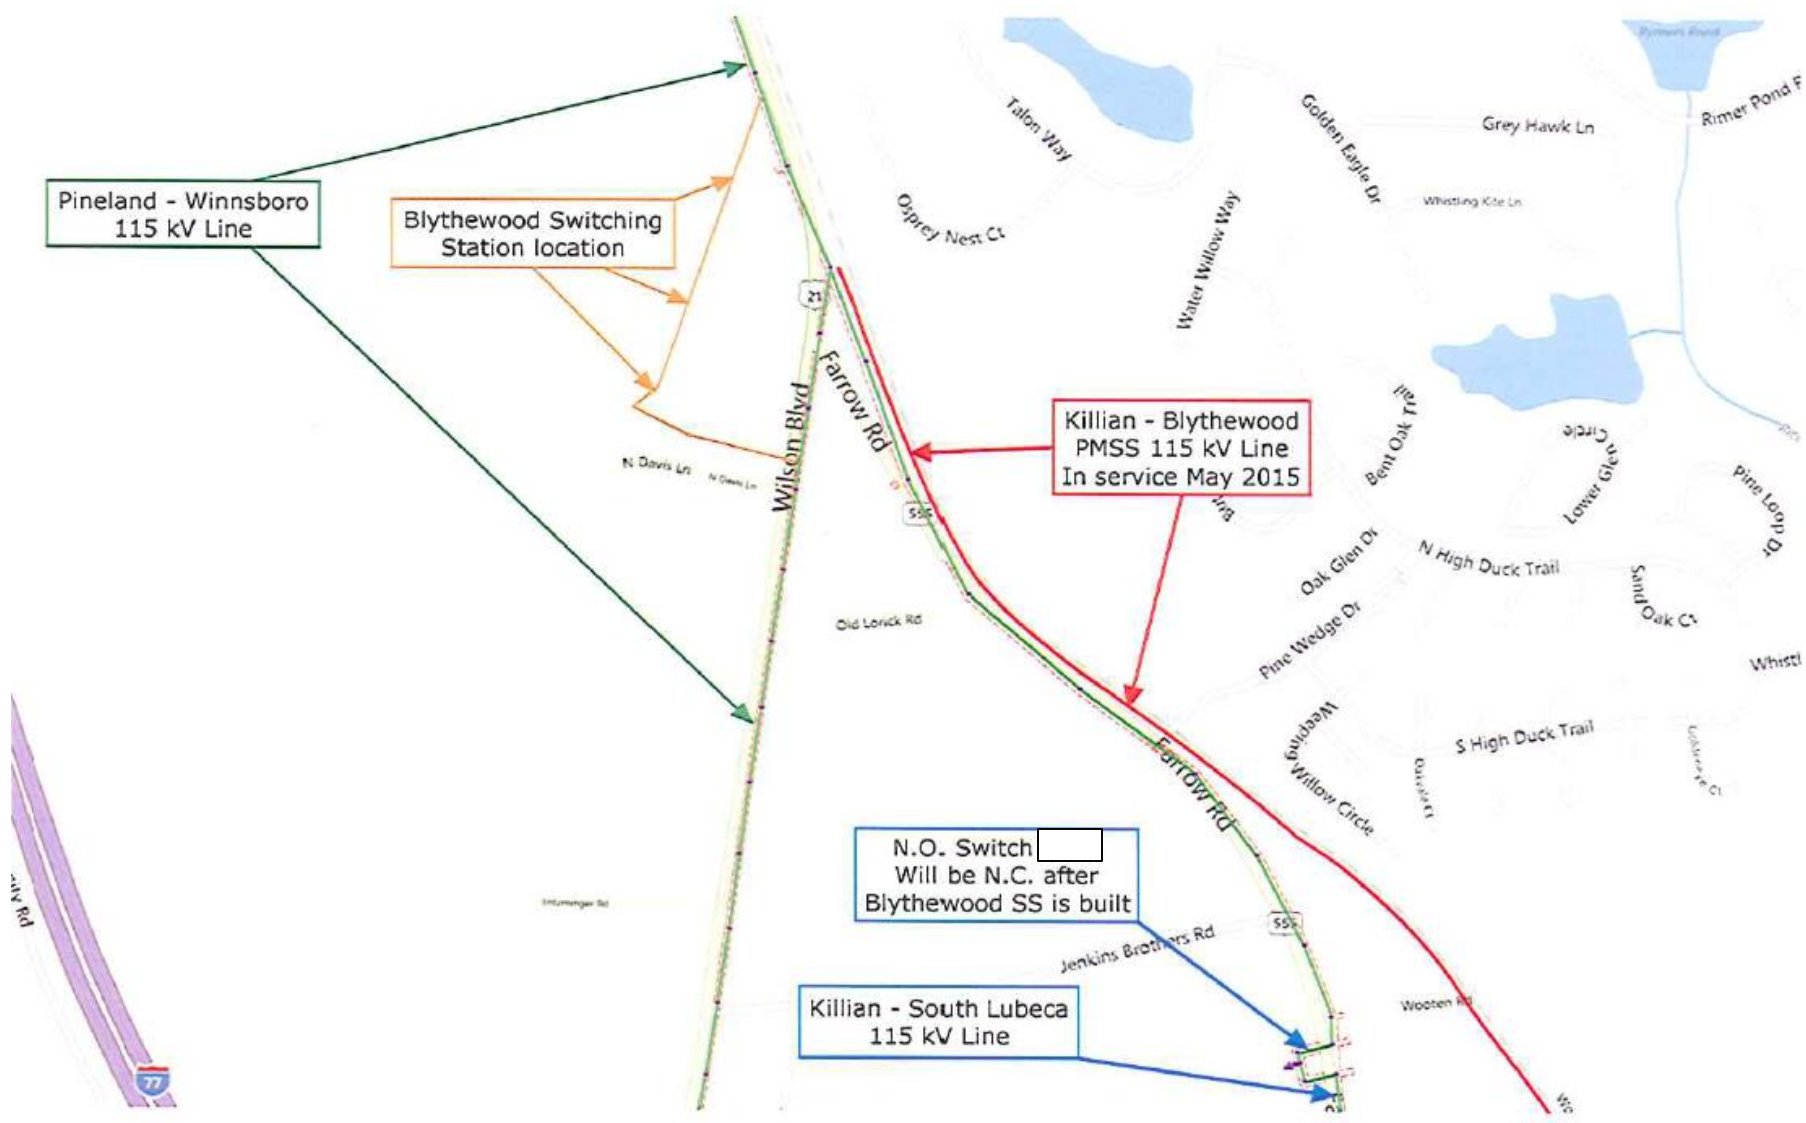 Rymers Pond
Rimer Pond R
Grey Hawk Ln
Golden Eagle Dr
Talon Way
Whistling Kite Ln
Osprey Nest Ct
Water Willow Way
Pineland - Winnsboro
115 kV Line
Blythewood Switching
Station location
21
Farrow Rd
Wilson Blvd
N Davis Ln
N Davis Ln
555
Killian - Blythewood
PMSS 115 kV Line
In service May 2015
Bent Oak Trail
Lower Glen Circle
Pine Loop Dr
Oak Glen Dr
N High Duck Trail
Sand Oak Ct
Old Lorick Rd
Pine Wedge Dr
Whistl
Weeping Willow Circle
S High Duck Trail
Farrow Rd
N.O. Switch
Will be N.C. after
Blythewood SS is built
555
Jenkins Brothers Rd
Wooten Rd
Killian - South Lubeca
115 kV Line
77